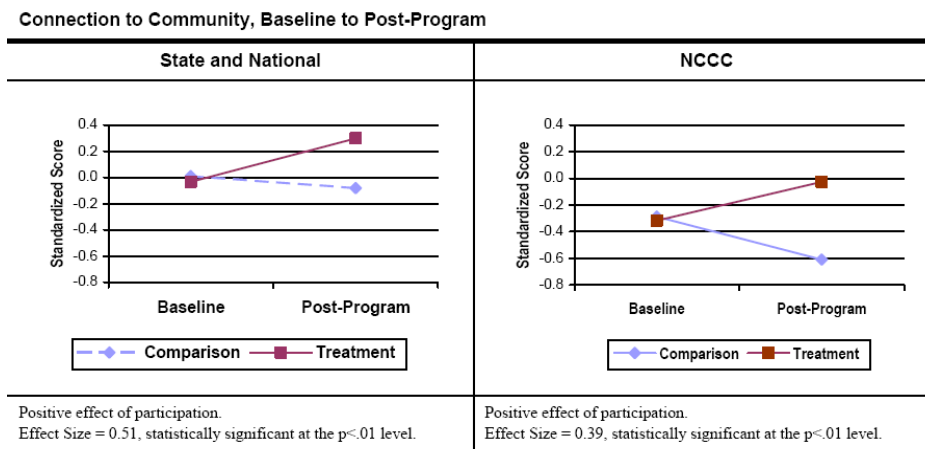 Connection to Community, Baseline to Post-Program
State and National
NCCC
Standardized Score
0.4
0.2
0.0
-0.2
-0.4
-0.6
-0.8
Baseline
Post-Program
Comparison
Treatment
Standardized Score
0.4
0.2
0.0
-0.2
-0.4
-0.6
-0.8
Baseline
Post-Program
Comparison
Treatment
Positive effect of participation.
Effect Size = 0.51, statistically significant at the p<.01 level.
Positive effect of participation.
Effect Size = 0.39, statistically significant at the p<.01 level.